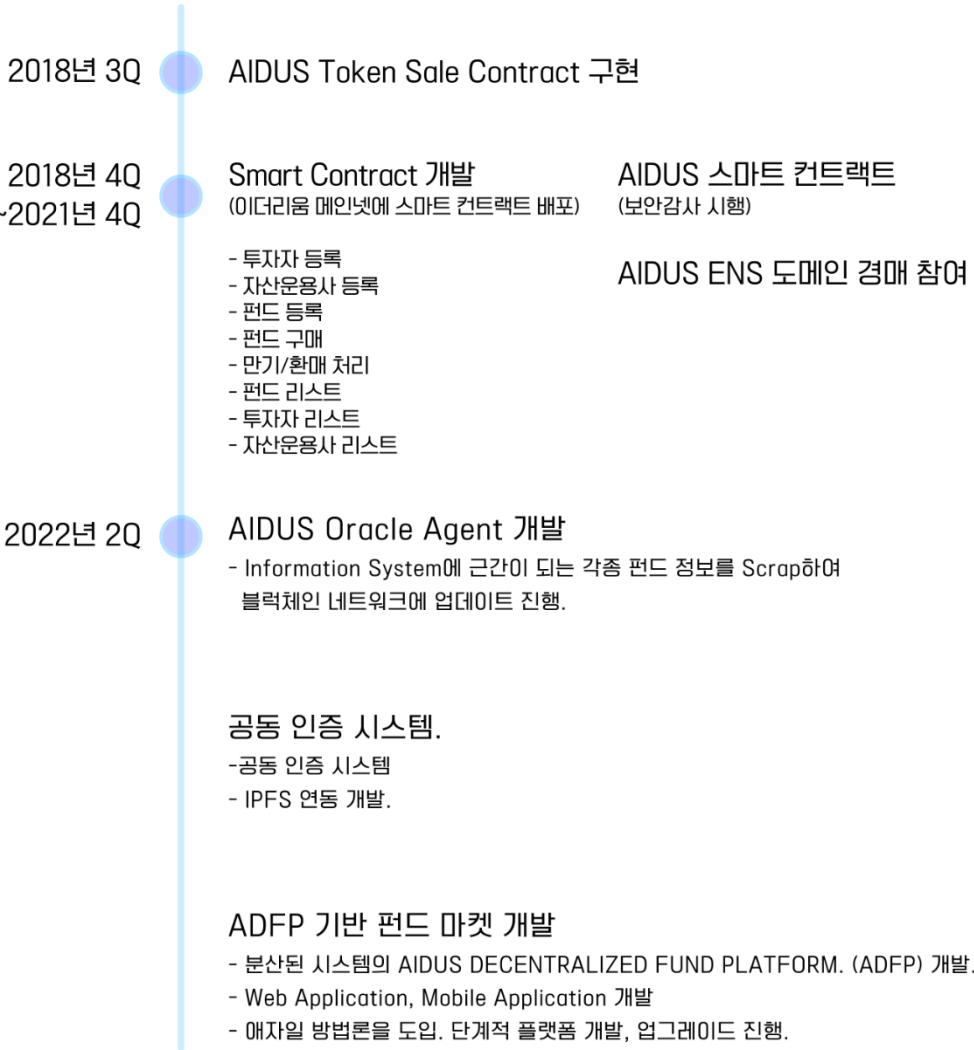 2018년 3Q
AIDUS Token Sale Contract 구현
2018년 4Q
~2021년 4Q
Smart Contract 개발
(이더리움 메인넷에 스마트 컨트랙트 배포)
- 투자자 등록
- 자산운용사 등록
- 펀드 등록
- 펀드 구매
- 만기/환매 처리
- 펀드 리스트
- 투자자 리스트
- 자산운용사 리스트
AIDUS 스마트 컨트랙트
(보안감사 시행)
AIDUS ENS 도메인 경매 참여
2022년 2Q
AIDUS Oracle Agent 개발
- Information System에 근간이 되는 각종 펀드 정보를 Scrap하여
블럭체인 네트워크에 업데이트 진행.
공동 인증 시스템.
-공동 인증 시스템
- IPFS 연동 개발.
ADFP 기반 펀드 마켓 개발
- 분산된 시스템의 AIDUS DECENTRALIZED FUND PLATFORM. (ADFP) 개발.
- Web Application, Mobile Application 개발
- 애자일 방법론을 도입. 단계적 플랫폼 개발, 업그레이드 진행.